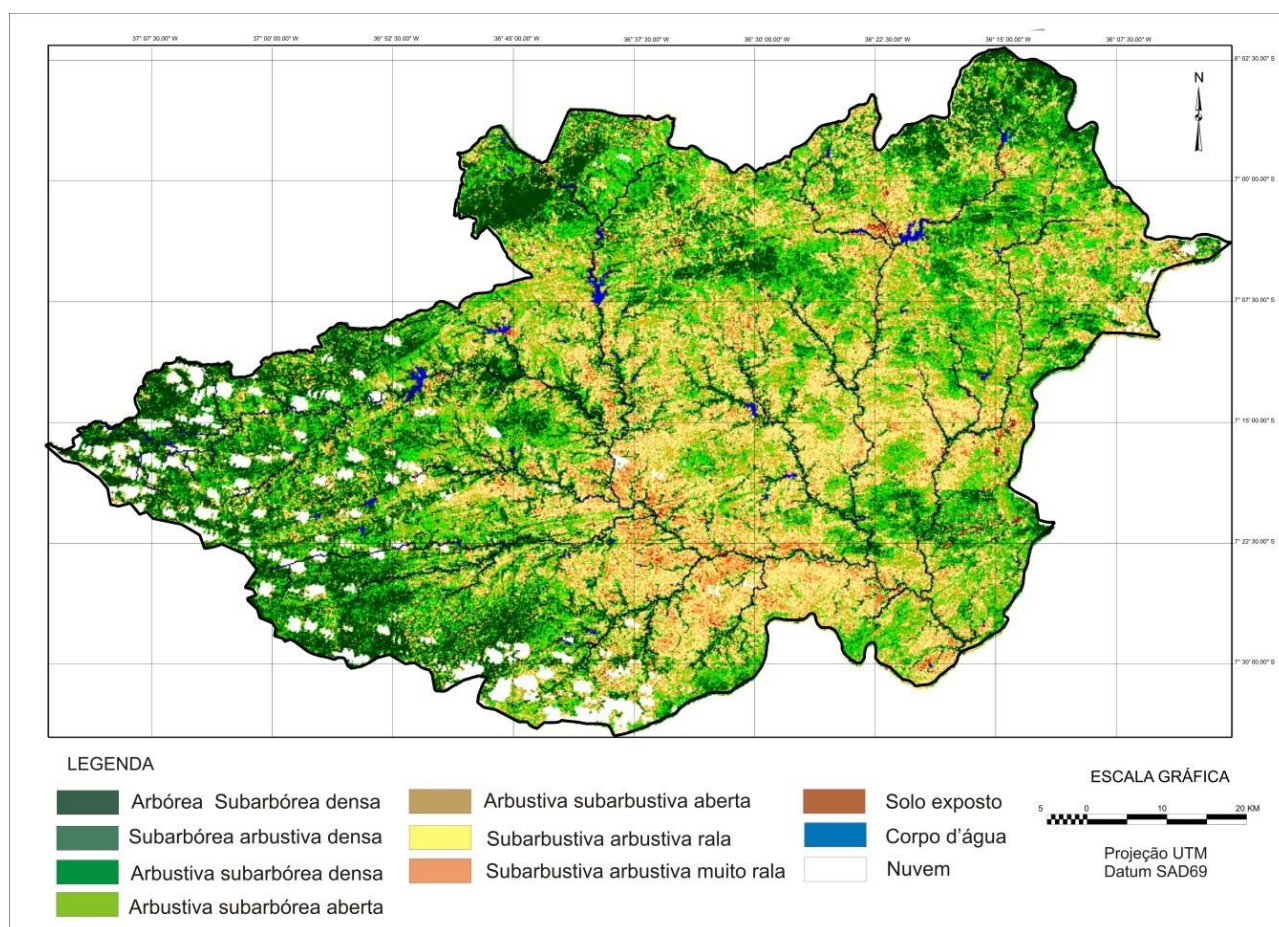 37° 07' 30.00" W 37° 00' 00.00" W 36° 52' 30.00" W 36° 45' 00.00" W 36° 37' 30.00" W 36° 30' 00.00" W 36° 22' 30.00" W 36° 15' 00.00" W 36° 07' 30.00" W
6° 52' 30.00" S
N
7° 00' 00.00" S
7° 07' 30.00" S
7° 15' 00.00" S
7° 22' 30.00" S
7° 30' 00.00" S
LEGENDA
Arbórea Subarbórea densa
Subarbórea arbustiva densa
Arbustiva subarbórea densa
Arbustiva subarbórea aberta
Arbustiva subarbustiva aberta
Subarbustiva arbustiva rala
Subarbustiva arbustiva muito rala
Solo exposto
Corpo d'água
Nuvem
ESCALA GRÁFICA
5 0 10 20 KM
Projeção UTM
Datum SAD69